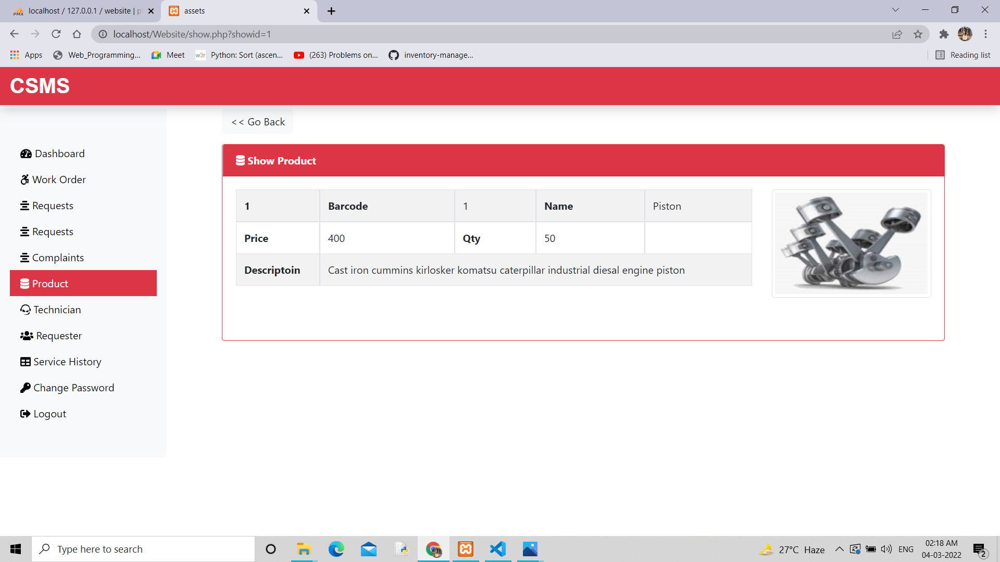 localhost / 127.0.0.1 / website | p
assets
localhost/Website/show.php?showid=1
Apps
Web_Programming...
Meet
w3r
Python: Sort (ascen...
(263) Problems on...
inventory-manage...
Reading list
CSMS
<< Go Back
Dashboard
Work Order
Requests
Requests
Complaints
Product
Technician
Requester
Service History
Change Password
Logout
Show Product
1 Barcode 1 Name Piston
Price 400 Qty 50
Descriptoin Cast iron cummins kirlosker komatsu caterpillar industrial diesal engine piston
Type here to search
27°C Haze
ENG
02:18 AM
04-03-2022
2